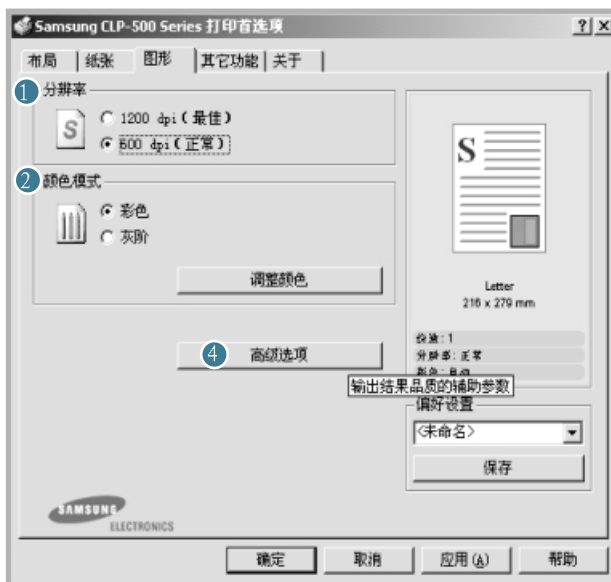 Samsung CLP-500 Series 打印首选项
布局 纸张 图形 其它功能 关于
1 分辨率
S
1200 dpi(最佳)
600 dpi(正常)
2 颜色模式
彩色
灰阶
调整颜色
4 高级选项
S
Letter
216 x 279 mm
份数:1
分辨率:正常
颜色:自动
输出结果品质的辅助参数
偏好设置
<未命名>
保存
SAMSUNG
ELECTRONICS
确定 取消 应用(A) 帮助